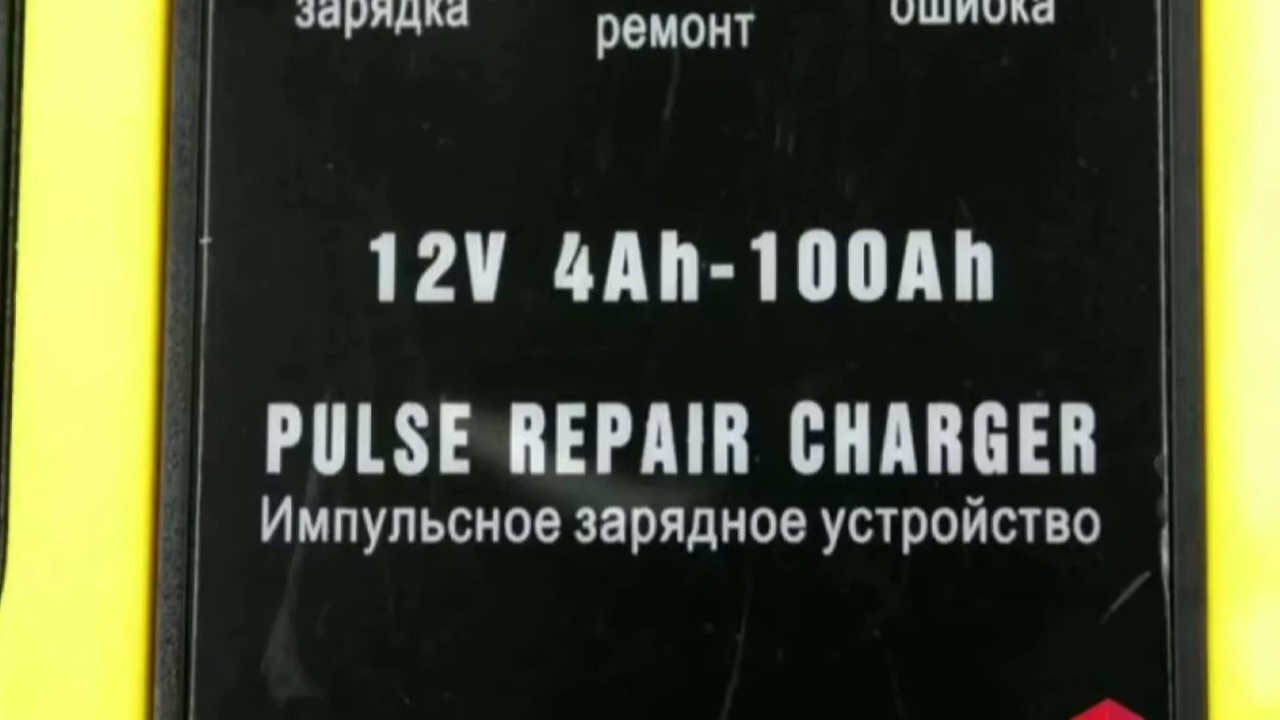 зарядка ремонт ошибка
12V 4Ah-100Ah
PULSE REPAIR CHARGER
Импульсное зарядное устройство